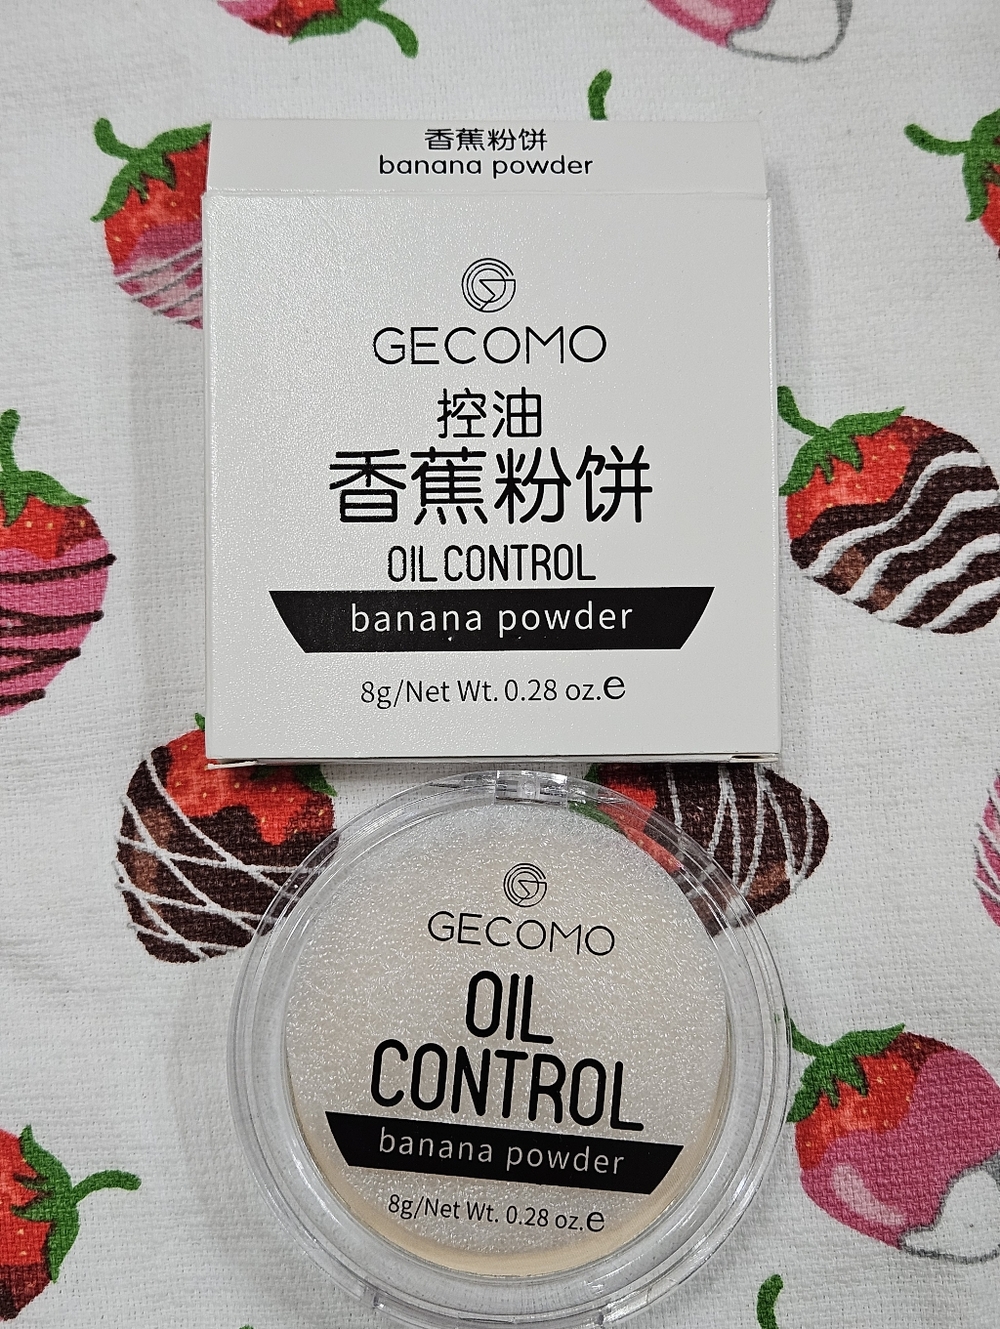 香蕉粉饼
banana powder
GECOMO
控油
香蕉粉饼
OIL CONTROL
banana powder
8g/Net Wt. 0.28 oz.e
GECOMO
OIL
CONTROL
banana powder
8g/Net Wt. 0.28 oz.e